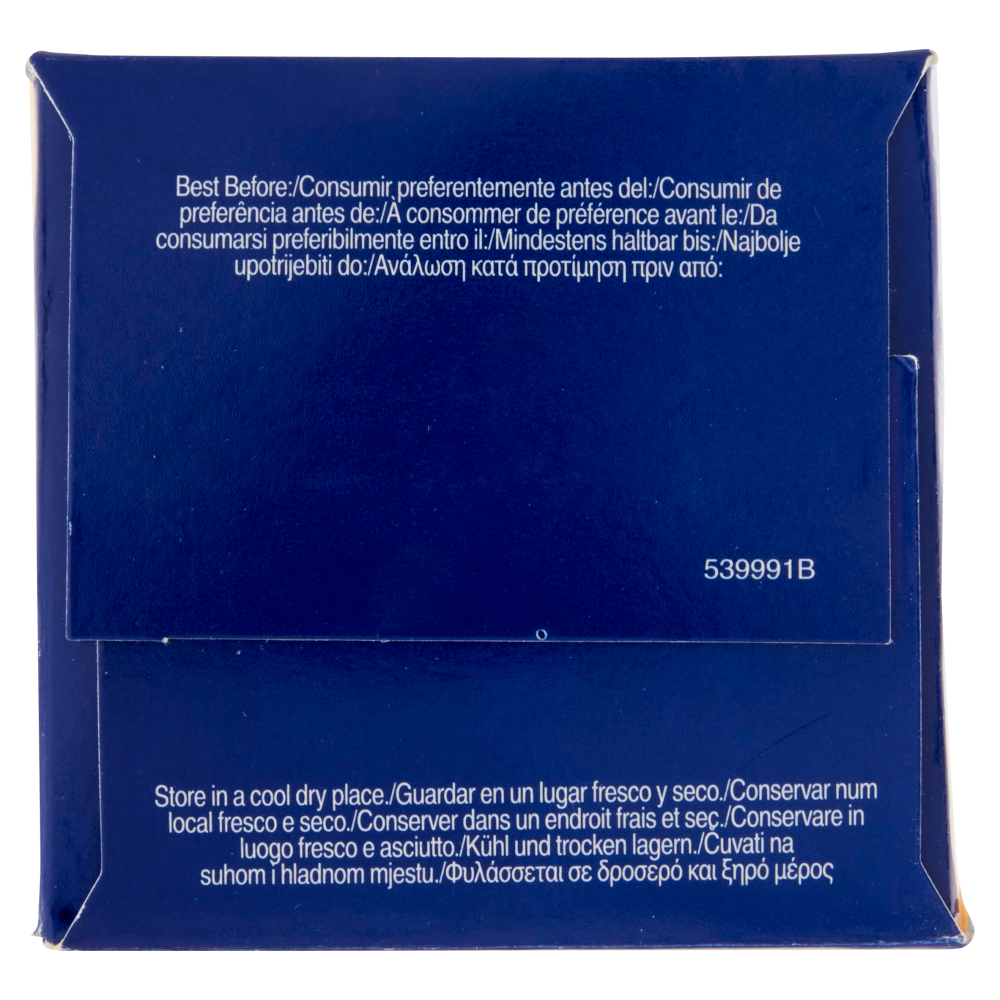 Best Before:/Consumir preferentemente antes del:/Consumir de
preferência antes de:/À consommer de préférence avant le:/Da
consumarsi preferibilmente entro il:/Mindestens haltbar bis:/Najbolje
upotrijebiti do:/Ανάλωση κατά προτίμηση πριν από:
539991B
Store in a cool dry place./Guardar en un lugar fresco y seco./Conservar num
local fresco e seco./Conserver dans un endroit frais et sec./Conservare in
luogo fresco e asciutto./Kühl und trocken lagern./Čuvati na
suhom i hladnom mjestu./Φυλάσσεται σε δροσερό και ξηρό μέρος